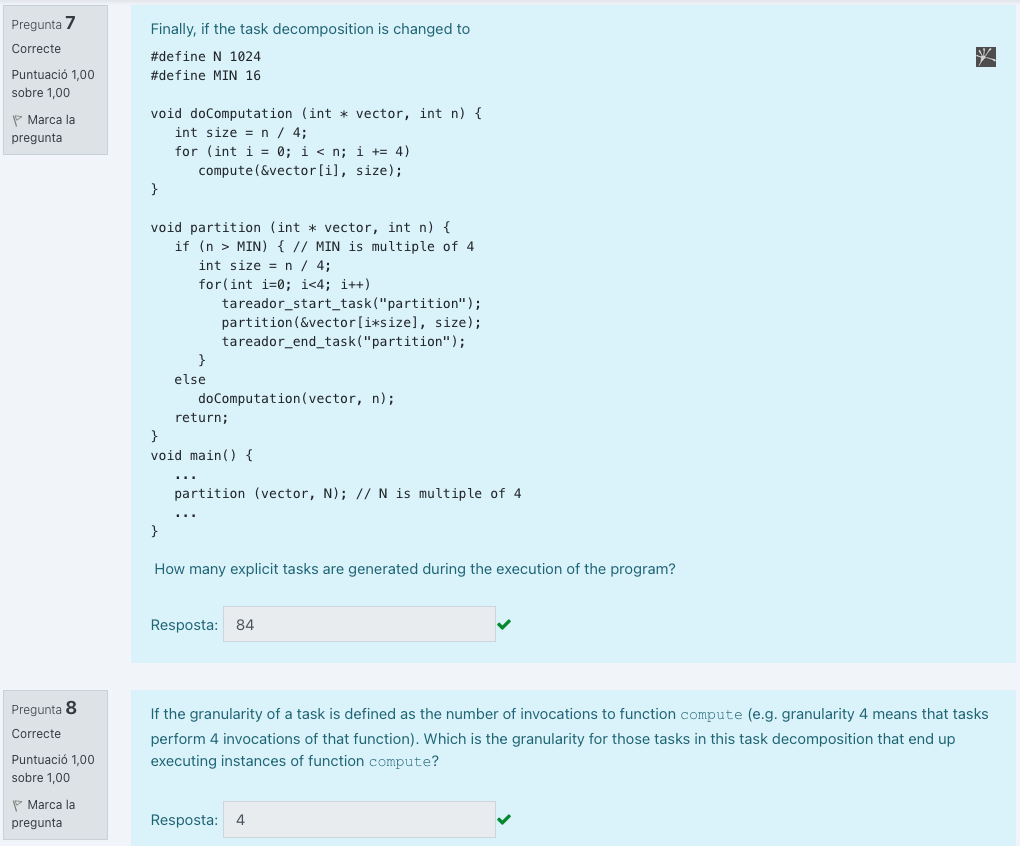 Pregunta 7
Correcte
Puntuació 1,00
sobre 1,00
Marca la
pregunta
Finally, if the task decomposition is changed to
#define N 1024
#define MIN 16
void doComputation (int * vector, int n) {
   int size = n / 4;
   for (int i = 0; i < n; i += 4)
      compute(&vector[i], size);
}
void partition (int * vector, int n) {
   if (n > MIN) { // MIN is multiple of 4
      int size = n / 4;
      for(int i=0; i<4; i++)
         tareador_start_task("partition");
         partition(&vector[i*size], size);
         tareador_end_task("partition");
      }
   else
      doComputation(vector, n);
   return;
}
void main() {
   ...
   partition (vector, N); // N is multiple of 4
   ...
}
How many explicit tasks are generated during the execution of the program?
Resposta: 84
Pregunta 8
Correcte
Puntuació 1,00
sobre 1,00
Marca la
pregunta
If the granularity of a task is defined as the number of invocations to function compute (e.g. granularity 4 means that tasks
perform 4 invocations of that function). Which is the granularity for those tasks in this task decomposition that end up
executing instances of function compute?
Resposta: 4